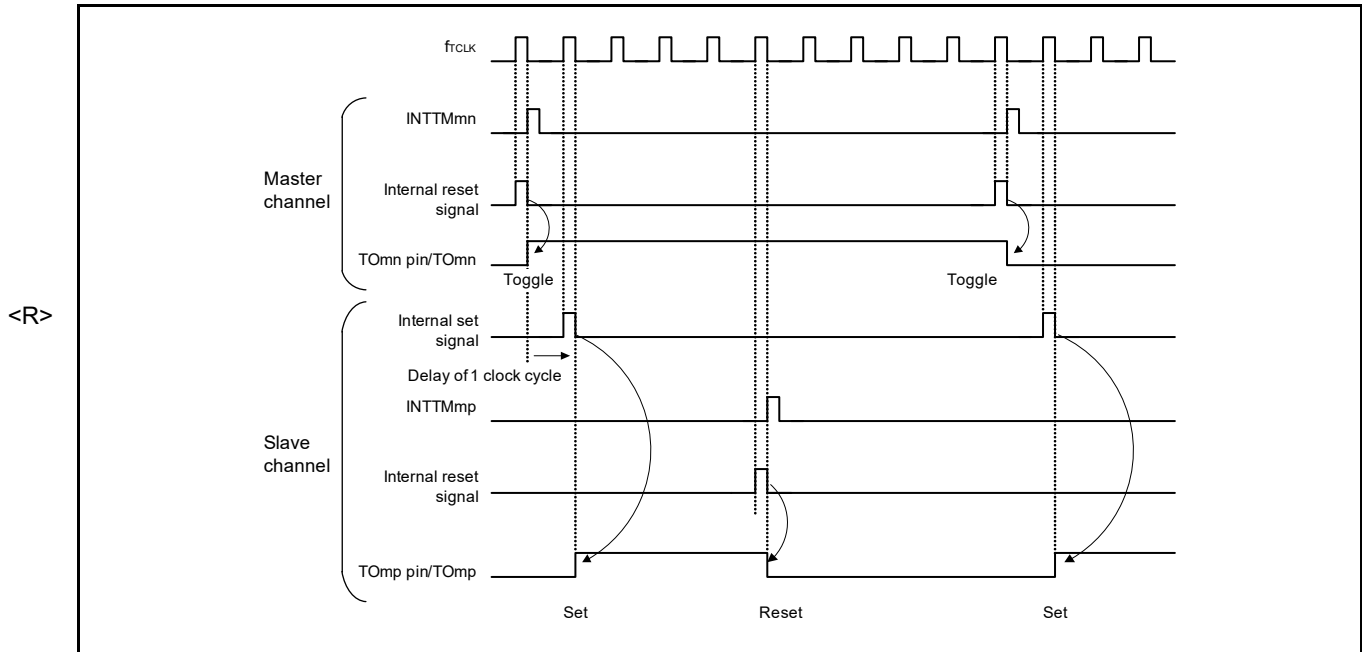 fTCLK
INTTMmn
Master
channel
Internal reset
signal
TOmn pin/TOmn
Toggle
Toggle
<R>
Internal set
signal
Delay of 1 clock cycle
INTTMmp
Slave
channel
Internal reset
signal
TOmp pin/TOmp
Set
Reset
Set